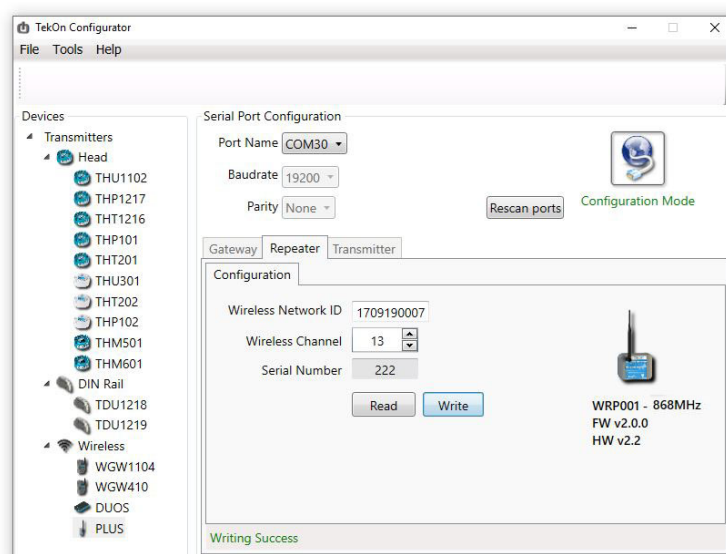 TekOn Configurator
File Tools Help
Devices
Transmitters
Head
THU1102
THP1217
THT1216
THP101
THT201
THU301
THT202
THP102
THM501
THM601
DIN Rail
TDU1218
TDU1219
Wireless
WGW1104
WGW410
DUOS
PLUS
Serial Port Configuration
Port Name COM30
Baudrate 19200
Parity None
Rescan ports
Configuration Mode
Gateway Repeater Transmitter
Configuration
Wireless Network ID 1709190007
Wireless Channel 13
Serial Number 222
Read Write
WRP001 - 868MHz
FW v2.0.0
HW v2.2
Writing Success